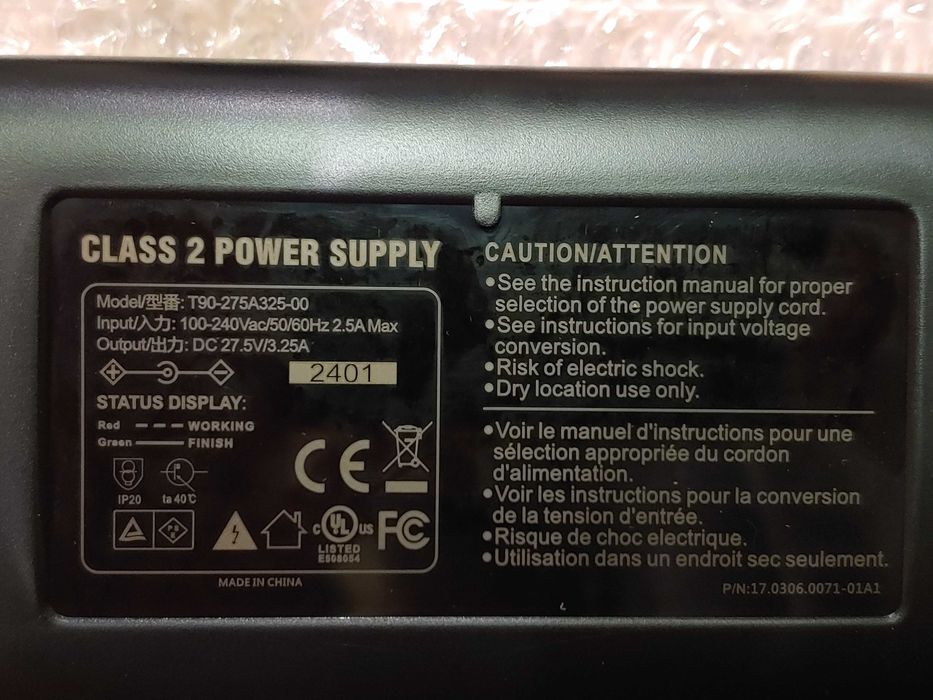 CLASS 2 POWER SUPPLY
Model/型番: T90-275A325-00
Input/入力: 100-240Vac/50/60Hz 2.5A Max
Output/出力: DC 27.5V/3.25A
2401
STATUS DISPLAY:
Red WORKING
Green FINISH
IP20
ta 40℃
CE
c UL US
LISTED
E508054
FC
MADE IN CHINA
CAUTION/ATTENTION
•See the instruction manual for proper
selection of the power supply cord.
•See instructions for input voltage
conversion.
•Risk of electric shock.
•Dry location use only.
•Voir le manuel d'instructions pour une
sélection appropriée du cordon
d'alimentation.
•Voir les instructions pour la conversion
de la tension d'entrée.
•Risque de choc electrique.
•Utilisation dans un endroit sec seulement.
P/N:17.0306.0071-01A1